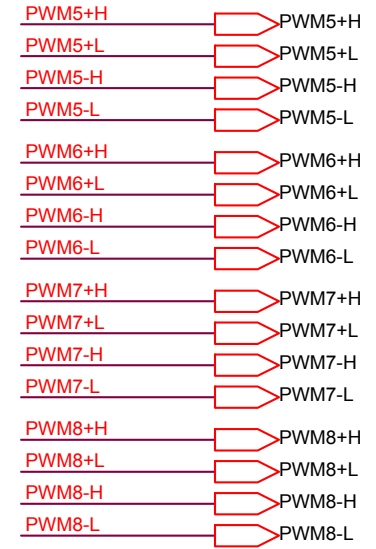 PWM5+H PWM5+H
PWM5+L PWM5+L
PWM5-H PWM5-H
PWM5-L PWM5-L
PWM6+H PWM6+H
PWM6+L PWM6+L
PWM6-H PWM6-H
PWM6-L PWM6-L
PWM7+H PWM7+H
PWM7+L PWM7+L
PWM7-H PWM7-H
PWM7-L PWM7-L
PWM8+H PWM8+H
PWM8+L PWM8+L
PWM8-H PWM8-H
PWM8-L PWM8-L